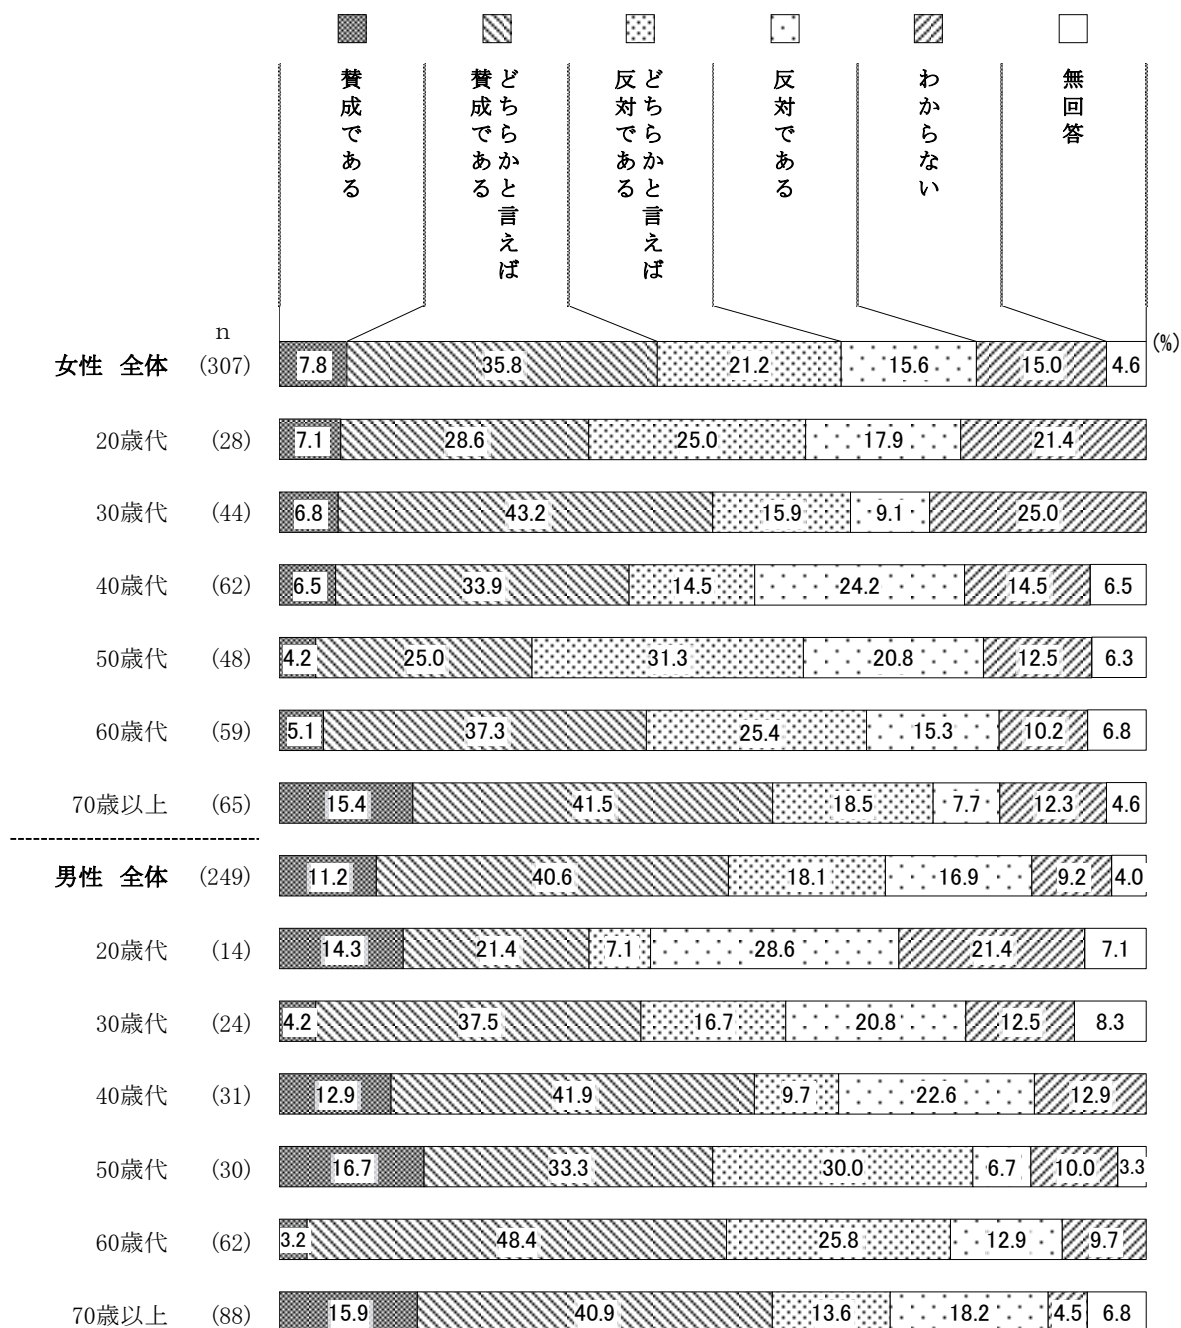 賛成である
どちらかと言えば
賛成である
どちらかと言えば
反対である
反対である
わからない
無回答
n
(%)
女性 全体 (307) 7.8 35.8 21.2 15.6 15.0 4.6
20歳代 (28) 7.1 28.6 25.0 17.9 21.4
30歳代 (44) 6.8 43.2 15.9 9.1 25.0
40歳代 (62) 6.5 33.9 14.5 24.2 14.5 6.5
50歳代 (48) 4.2 25.0 31.3 20.8 12.5 6.3
60歳代 (59) 5.1 37.3 25.4 15.3 10.2 6.8
70歳以上 (65) 15.4 41.5 18.5 7.7 12.3 4.6
男性 全体 (249) 11.2 40.6 18.1 16.9 9.2 4.0
20歳代 (14) 14.3 21.4 7.1 28.6 21.4 7.1
30歳代 (24) 4.2 37.5 16.7 20.8 12.5 8.3
40歳代 (31) 12.9 41.9 9.7 22.6 12.9
50歳代 (30) 16.7 33.3 30.0 6.7 10.0 3.3
60歳代 (62) 3.2 48.4 25.8 12.9 9.7
70歳以上 (88) 15.9 40.9 13.6 18.2 4.5 6.8